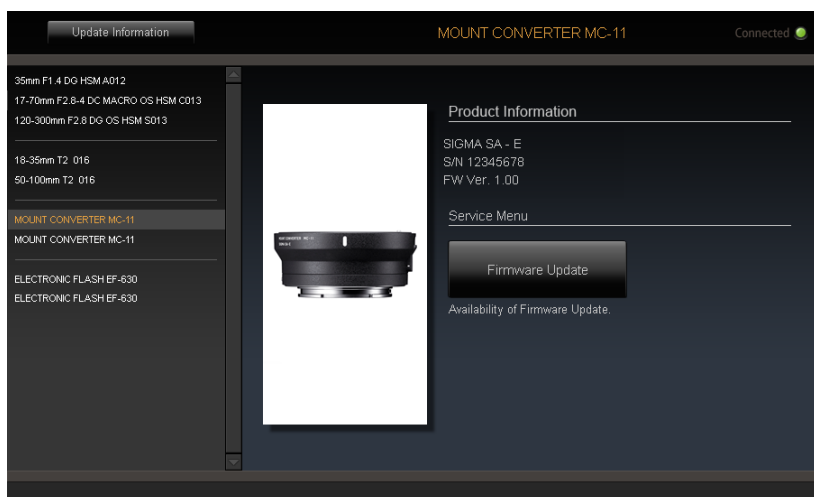 Update Information
MOUNT CONVERTER MC-11
Connected
35mm F1.4 DG HSM A012
17-70mm F2.8-4 DC MACRO OS HSM C013
120-300mm F2.8 DG OS HSM S013
18-35mm T2 016
50-100mm T2 016
MOUNT CONVERTER MC-11
MOUNT CONVERTER MC-11
ELECTRONIC FLASH EF-630
ELECTRONIC FLASH EF-630
Product Information
SIGMA SA - E
S/N 12345678
FW Ver. 1.00
Service Menu
Firmware Update
Availability of Firmware Update.